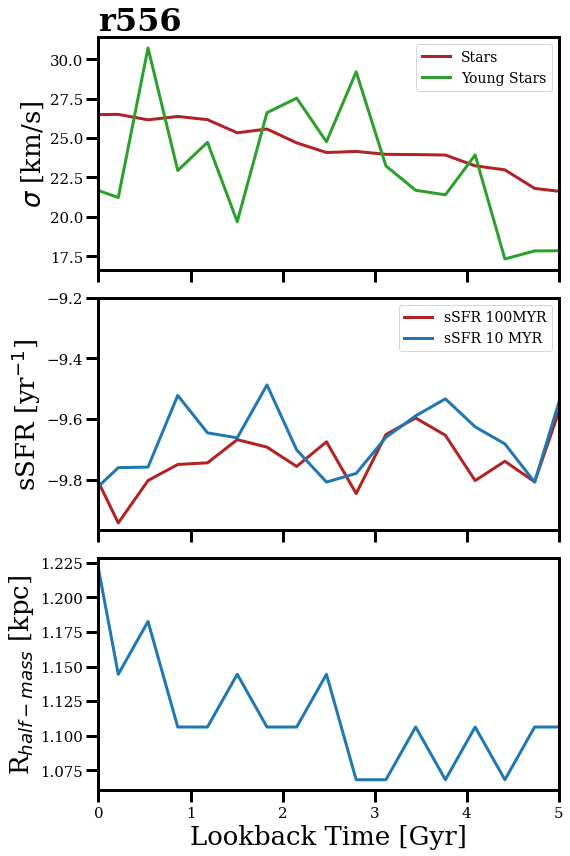 r556
30.0
27.5
25.0
22.5
20.0
17.5
σ [km/s]
Stars
Young Stars
−9.2
−9.4
−9.6
−9.8
sSFR [yr⁻¹]
sSFR 100MYR
sSFR 10 MYR
1.225
1.200
1.175
1.150
1.125
1.100
1.075
R_{half−mass} [kpc]
0 1 2 3 4 5
Lookback Time [Gyr]